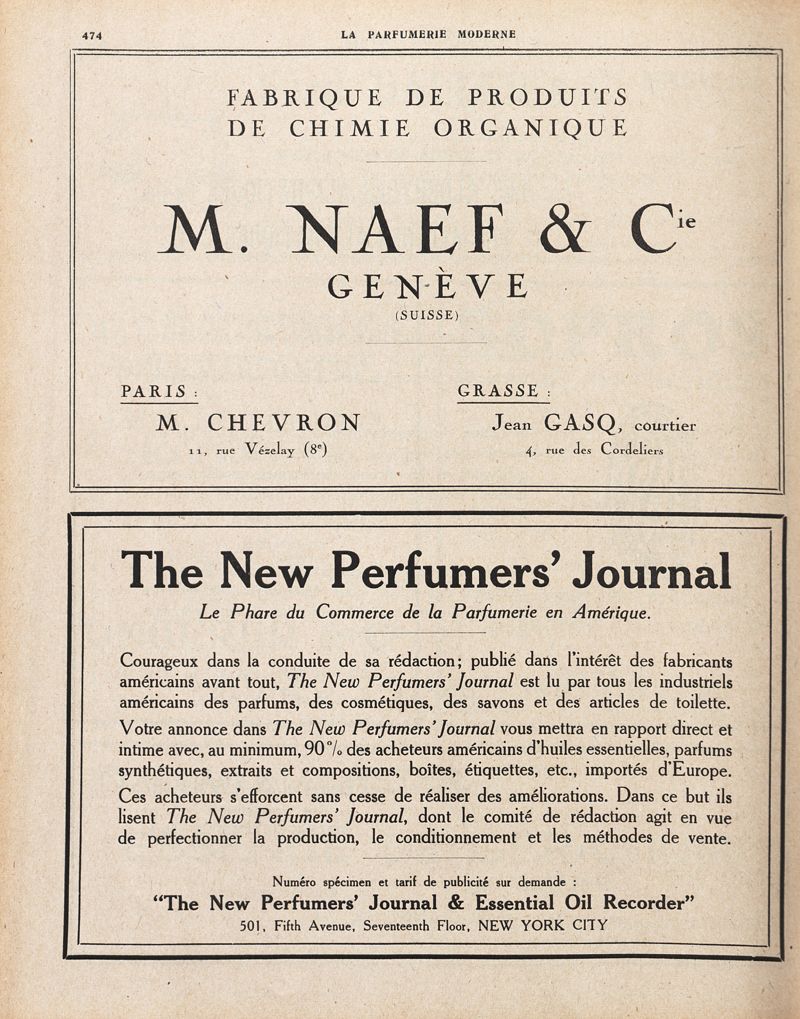 474
LA PARFUMERIE MODERNE
FABRIQUE DE PRODUITS
DE CHIMIE ORGANIQUE
M. NAEF & Cie
GENÈVE
(SUISSE)
PARIS :
M. CHEVRON
11, rue Vézelay (8e)
GRASSE :
Jean GASQ, courtier
4, rue des Cordeliers
The New Perfumers' Journal
Le Phare du Commerce de la Parfumerie en Amérique.
Courageux dans la conduite de sa rédaction; publié dans l'intérêt des fabricants
américains avant tout, The New Perfumers' Journal est lu par tous les industriels
américains des parfums, des cosmétiques, des savons et des articles de toilette.
Votre annonce dans The New Perfumers' Journal vous mettra en rapport direct et
intime avec, au minimum, 90 % des acheteurs américains d'huiles essentielles, parfums
synthétiques, extraits et compositions, boîtes, étiquettes, etc., importés d'Europe.
Ces acheteurs s'efforcent sans cesse de réaliser des améliorations. Dans ce but ils
lisent The New Perfumers' Journal, dont le comité de rédaction agit en vue
de perfectionner la production, le conditionnement et les méthodes de vente.
Numéro spécimen et tarif de publicité sur demande :
"The New Perfumers' Journal & Essential Oil Recorder"
501, Fifth Avenue, Seventeenth Floor, NEW YORK CITY